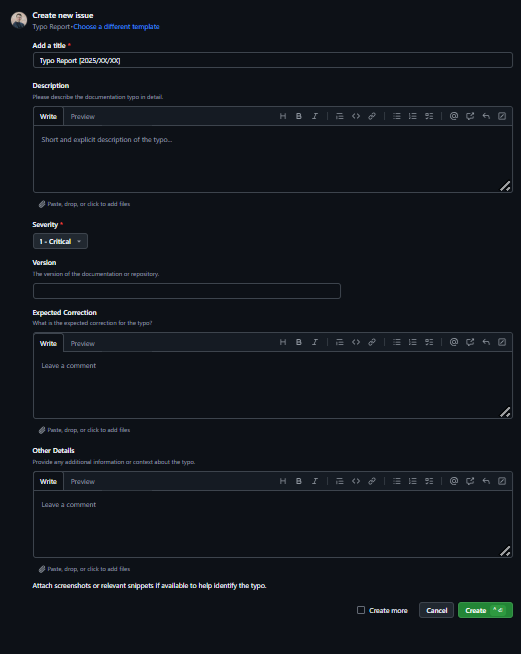 Create new issue
Typo Report·Choose a different template
Add a title *
Typo Report [2025/XX/XX]
Description
Please describe the documentation typo in detail.
Write Preview
Short and explicit description of the typo...
Paste, drop, or click to add files
Severity *
1 - Critical
Version
The version of the documentation or repository.
Expected Correction
What is the expected correction for the typo?
Write Preview
Leave a comment
Paste, drop, or click to add files
Other Details
Provide any additional information or context about the typo.
Write Preview
Leave a comment
Paste, drop, or click to add files
Attach screenshots or relevant snippets if available to help identify the typo.
Create more Cancel Create